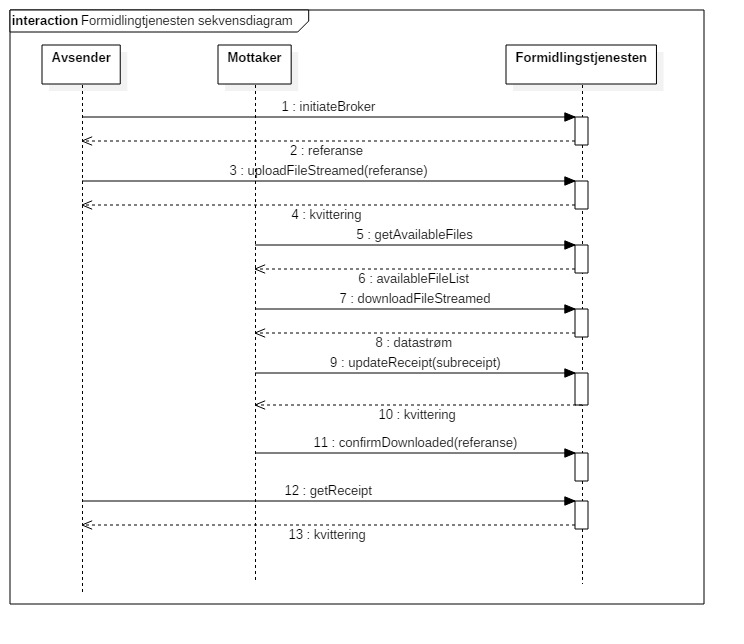 interaction Formidlingtjenesten sekvensdiagram
Avsender
Mottaker
Formidlingstjenesten
1 : initiateBroker
2 : referanse
3 : uploadFileStreamed(referanse)
4 : kvittering
5 : getAvailableFiles
6 : availableFileList
7 : downloadFileStreamed
8 : datastrøm
9 : updateReceipt(subreceipt)
10 : kvittering
11 : confirmDownloaded(referanse)
12 : getReceipt
13 : kvittering